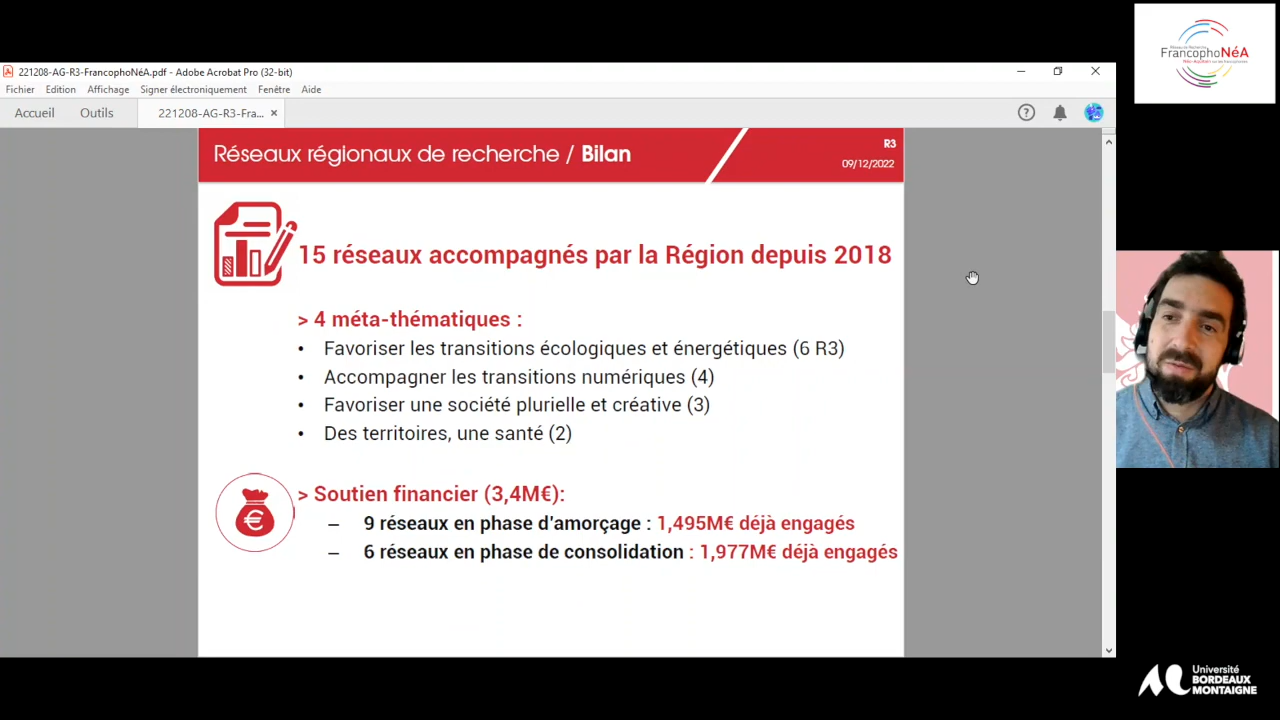 221208-AG-R3-FrancophoNéA.pdf - Adobe Acrobat Pro (32-bit)
Fichier Edition Affichage Signer électroniquement Fenêtre Aide
Accueil Outils 221208-AG-R3-Fra... ×
Réseaux régionaux de recherche / Bilan
R3
09/12/2022
15 réseaux accompagnés par la Région depuis 2018
> 4 méta-thématiques :
• Favoriser les transitions écologiques et énergétiques (6 R3)
• Accompagner les transitions numériques (4)
• Favoriser une société plurielle et créative (3)
• Des territoires, une santé (2)
> Soutien financier (3,4M€):
– 9 réseaux en phase d'amorçage : 1,495M€ déjà engagés
– 6 réseaux en phase de consolidation : 1,977M€ déjà engagés
€
Réseau de Recherche
FrancophoNéA
Université
BORDEAUX
MONTAIGNE